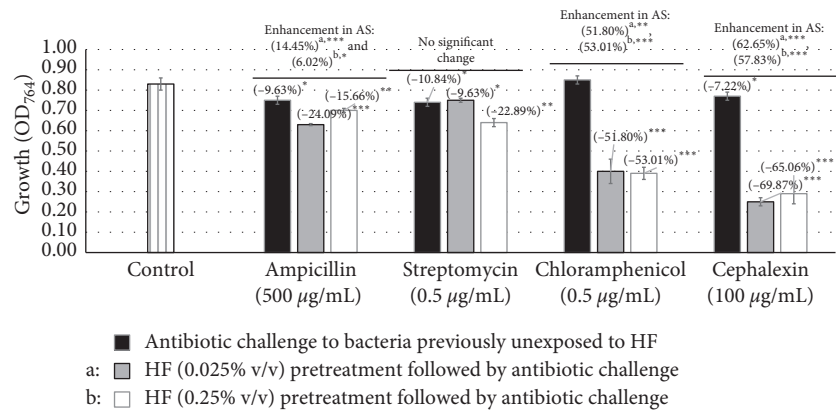 Enhancement in AS:
(14.45%)a,*** and
(6.02%)b,*
No significant
change
Enhancement in AS:
(51.80%)a,**,
(53.01%)b,***
Enhancement in AS:
(62.65%)a,***,
(57.83%)b,***
Growth (OD764)
1.00
0.90
0.80
0.70
0.60
0.50
0.40
0.30
0.20
0.10
0.00
(−9.63%)*
(−24.09%)***
(−15.66%)**
(−10.84%)*
(−9.63%)*
(−22.89%)**
(−51.80%)***
(−53.01%)***
(−7.22%)*
(−69.87%)***
(−65.06%)***
Control
Ampicillin
(500 μg/mL)
Streptomycin
(0.5 μg/mL)
Chloramphenicol
(0.5 μg/mL)
Cephalexin
(100 μg/mL)
Antibiotic challenge to bacteria previously unexposed to HF
a: HF (0.025% v/v) pretreatment followed by antibiotic challenge
b: HF (0.25% v/v) pretreatment followed by antibiotic challenge